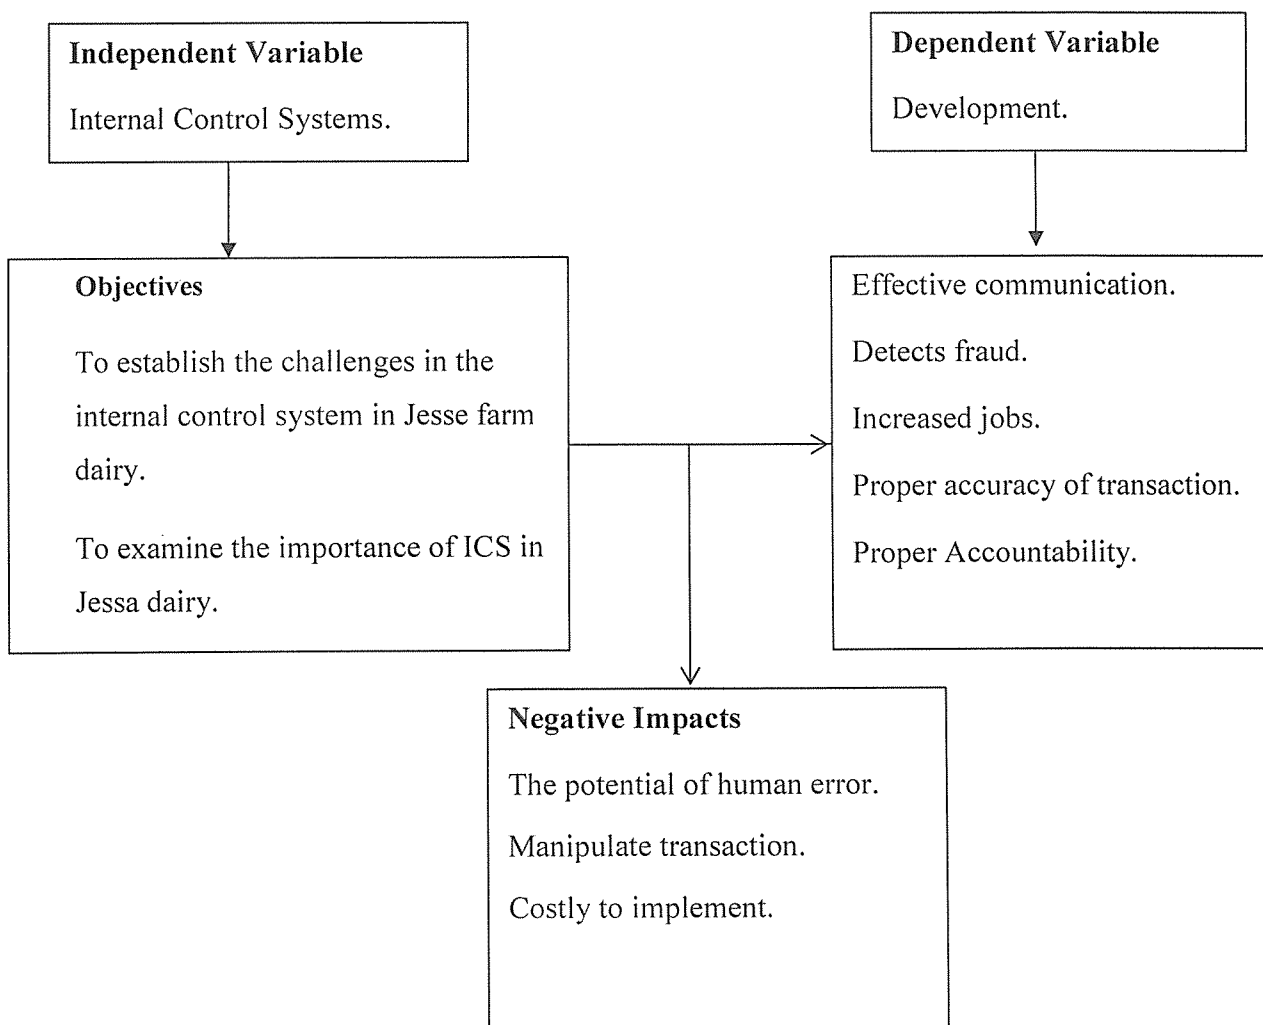 Independent Variable
Internal Control Systems.
Dependent Variable
Development.
Objectives
To establish the challenges in the
internal control system in Jesse farm
dairy.
To examine the importance of ICS in
Jessa dairy.
Effective communication.
Detects fraud.
Increased jobs.
Proper accuracy of transaction.
Proper Accountability.
Negative Impacts
The potential of human error.
Manipulate transaction.
Costly to implement.